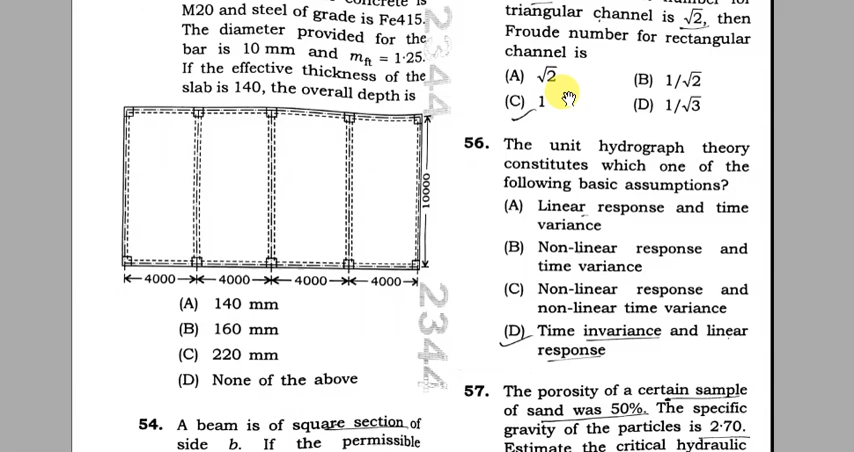 M20 and steel of grade is Fe415.
The diameter provided for the
bar is 10 mm and mft = 1·25.
If the effective thickness of the
slab is 140, the overall depth is
10000
4000
4000
4000
4000
(A) 140 mm
(B) 160 mm
(C) 220 mm
(D) None of the above
54. A beam is of square section of
side b. If the permissible
2344
2344
triangular channel is √2, then
Froude number for rectangular
channel is
(A) √2
(B) 1/√2
(C) 1
(D) 1/√3
56. The unit hydrograph theory
constitutes which one of the
following basic assumptions?
(A) Linear response and time
variance
(B) Non-linear response and
time variance
(C) Non-linear response and
non-linear time variance
(D) Time invariance and linear
response
57. The porosity of a certain sample
of sand was 50%. The specific
gravity of the particles is 2·70.
Estimate the critical hydraulic